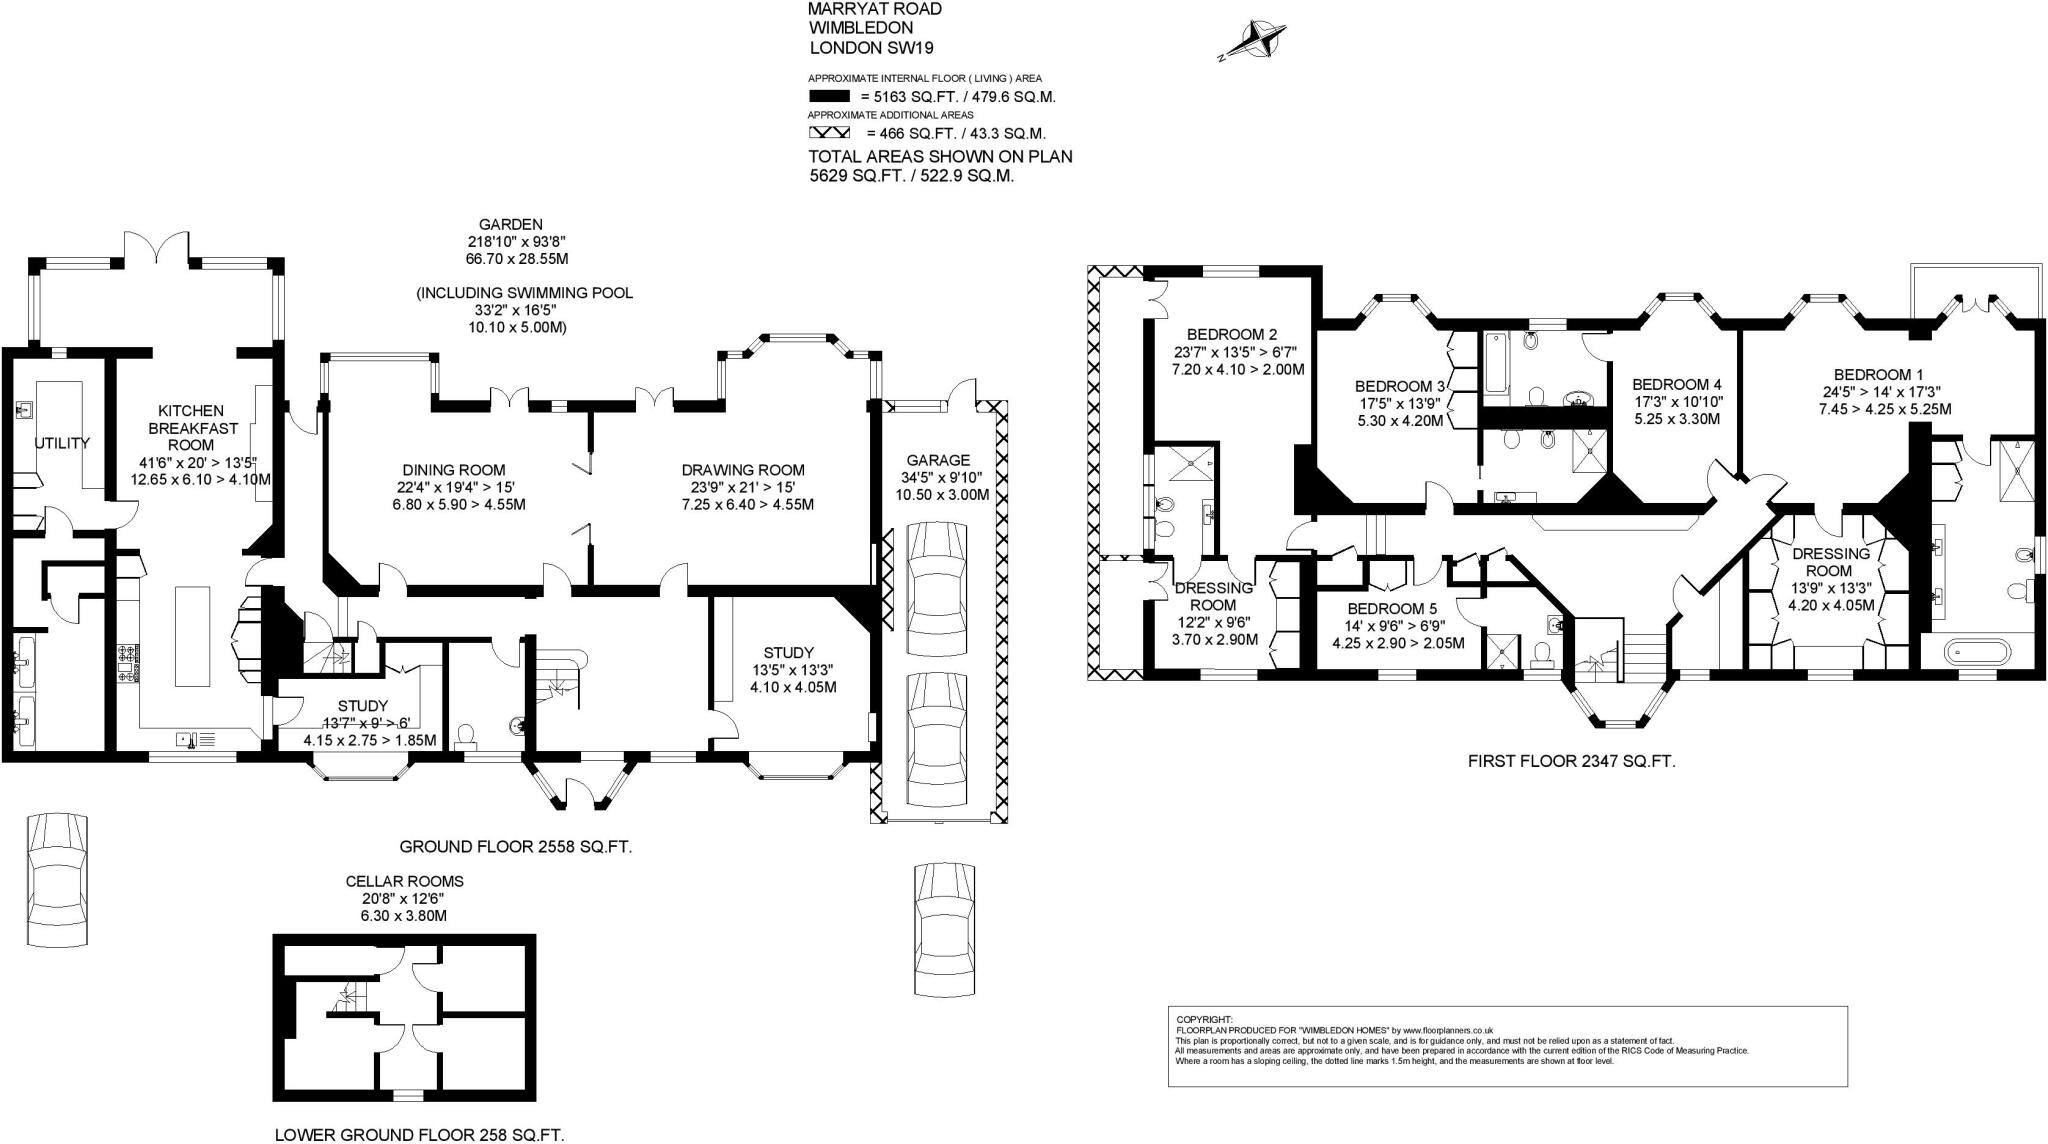 MARRYAT ROAD
WIMBLEDON
LONDON SW19
APPROXIMATE INTERNAL FLOOR ( LIVING ) AREA
= 5163 SQ.FT. / 479.6 SQ.M.
APPROXIMATE ADDITIONAL AREAS
= 466 SQ.FT. / 43.3 SQ.M.
TOTAL AREAS SHOWN ON PLAN
5629 SQ.FT. / 522.9 SQ.M.
N
GARDEN
218'10" x 93'8"
66.70 x 28.55M
(INCLUDING SWIMMING POOL
33'2" x 16'5"
10.10 x 5.00M)
KITCHEN
BREAKFAST
ROOM
41'6" x 20' > 13'5"
12.65 x 6.10 > 4.10M
UTILITY
DINING ROOM
22'4" x 19'4" > 15'
6.80 x 5.90 > 4.55M
DRAWING ROOM
23'9" x 21' > 15'
7.25 x 6.40 > 4.55M
GARAGE
34'5" x 9'10"
10.50 x 3.00M
STUDY
13'5" x 13'3"
4.10 x 4.05M
STUDY
13'7" x 9' > 6'
4.15 x 2.75 > 1.85M
GROUND FLOOR 2558 SQ.FT.
CELLAR ROOMS
20'8" x 12'6"
6.30 x 3.80M
LOWER GROUND FLOOR 258 SQ.FT.
BEDROOM 2
23'7" x 13'5" > 6'7"
7.20 x 4.10 > 2.00M
BEDROOM 3
17'5" x 13'9"
5.30 x 4.20M
BEDROOM 4
17'3" x 10'10"
5.25 x 3.30M
BEDROOM 1
24'5" > 14' x 17'3"
7.45 > 4.25 x 5.25M
DRESSING
ROOM
12'2" x 9'6"
3.70 x 2.90M
BEDROOM 5
14' x 9'6" > 6'9"
4.25 x 2.90 > 2.05M
DRESSING
ROOM
13'9" x 13'3"
4.20 x 4.05M
FIRST FLOOR 2347 SQ.FT.
COPYRIGHT:
FLOORPLAN PRODUCED FOR "WIMBLEDON HOMES" by www.floorplanners.co.uk
This plan is proportionally correct, but not to a given scale, and is for guidance only, and must not be relied upon as a statement of fact.
All measurements and areas are approximate only, and have been prepared in accordance with the current edition of the RICS Code of Measuring Practice.
Where a room has a sloping ceiling, the dotted line marks 1.5m height, and the measurements are shown at floor level.